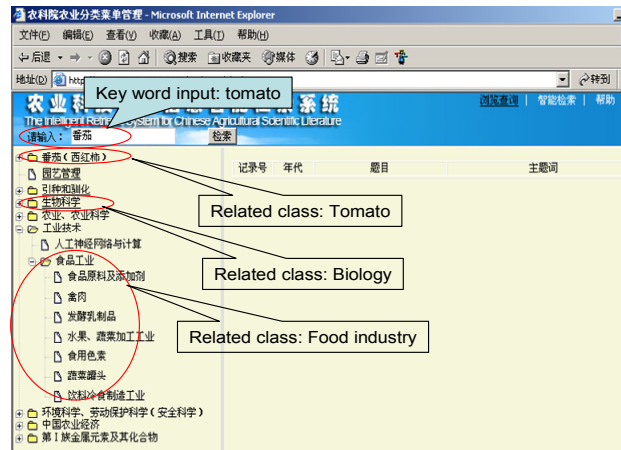 农科院农业分类菜单管理 - Microsoft Internet Explorer
文件(F) 编辑(E) 查看(V) 收藏(A) 工具(T) 帮助(H)
后退 搜索 收藏夹 媒体
地址(D) http 转到
Key word input: tomato
农业科 索系统 浏览查询 | 智能检索 | 帮助
The Intelligent Retrieval System for Chinese Agricultural Scientific Literature
请输入： 番茄 检索
番茄(西红柿)
记录号 年代 题目 主题词
园艺管理
引种和驯化
生物科学
Related class: Tomato
农业、农业科学
工业技术
人工神经网络与计算
食品工业
食品原料及添加剂
Related class: Biology
禽肉
发酵乳制品
水果、蔬菜加工工业
Related class: Food industry
食用色素
蔬菜罐头
饮料冷食制造工业
环境科学、劳动保护科学(安全科学)
中国农业经济
第 I 族金属元素及其化合物